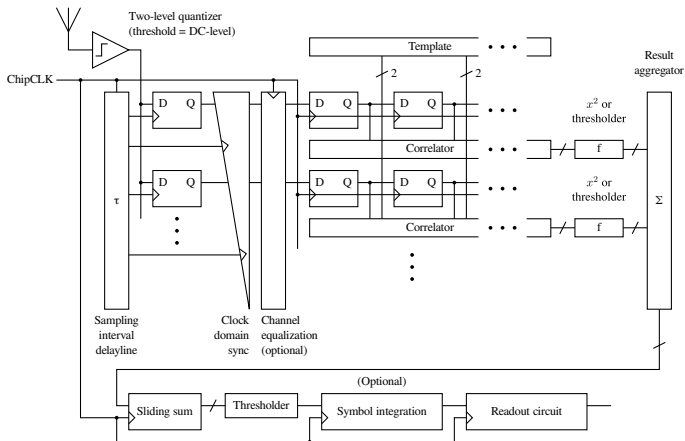 Two-level quantizer
(threshold = DC-level)
Template
2
2
Result
aggregator
ChipCLK
D Q
D Q
D Q
x² or
thresholder
Correlator
f
D Q
D Q
D Q
x² or
thresholder
τ
Σ
Correlator
f
Sampling
interval
delayline
Clock
domain
sync
Channel
equalization
(optional)
(Optional)
Sliding sum
Thresholder
Symbol integration
Readout circuit